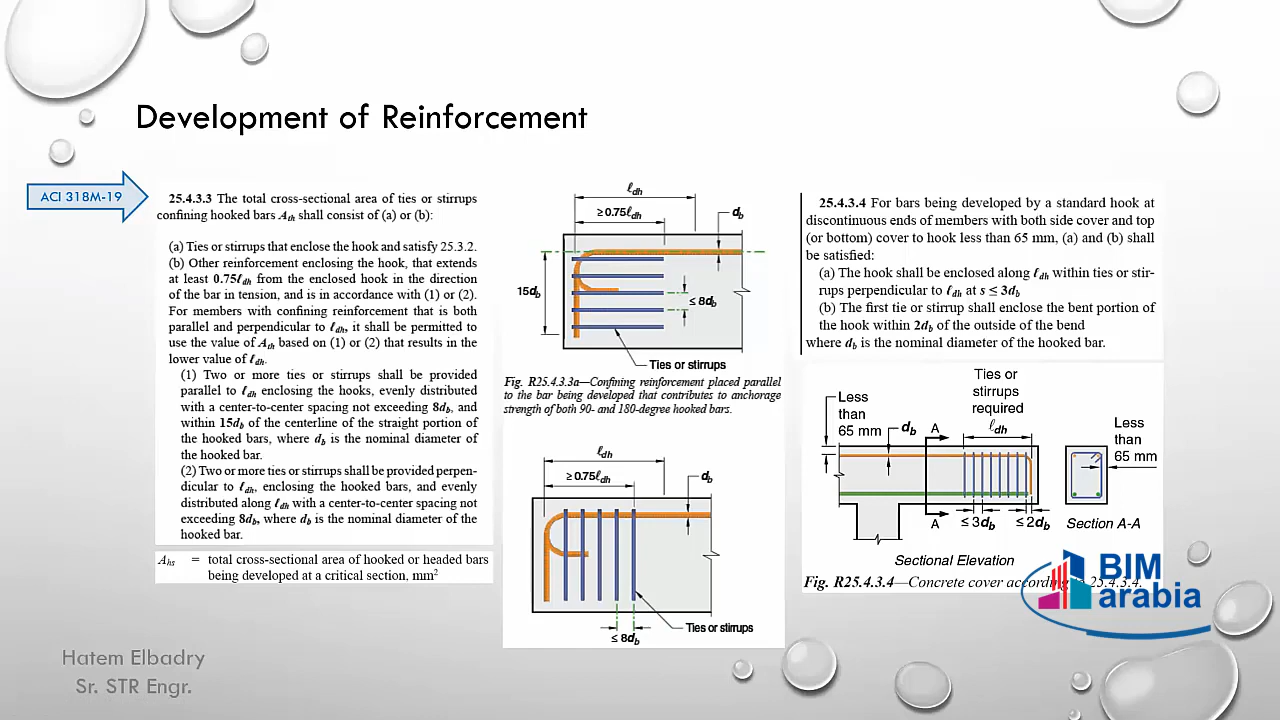 Development of Reinforcement
ACI 318M-19
25.4.3.3 The total cross-sectional area of ties or stirrups
confining hooked bars Ath shall consist of (a) or (b):
(a) Ties or stirrups that enclose the hook and satisfy 25.3.2.
(b) Other reinforcement enclosing the hook, that extends
at least 0.75ℓdh from the enclosed hook in the direction
of the bar in tension, and is in accordance with (1) or (2).
For members with confining reinforcement that is both
parallel and perpendicular to ℓdh, it shall be permitted to
use the value of Ath based on (1) or (2) that results in the
lower value of ℓdh.
(1) Two or more ties or stirrups shall be provided
parallel to ℓdh enclosing the hooks, evenly distributed
with a center-to-center spacing not exceeding 8db, and
within 15db of the centerline of the straight portion of
the hooked bars, where db is the nominal diameter of
the hooked bar.
(2) Two or more ties or stirrups shall be provided perpen-
dicular to ℓdh, enclosing the hooked bars, and evenly
distributed along ℓdh with a center-to-center spacing not
exceeding 8db, where db is the nominal diameter of the
hooked bar.
Ahs = total cross-sectional area of hooked or headed bars
being developed at a critical section, mm2
ℓdh
≥ 0.75ℓdh
db
15db
≤ 8db
Ties or stirrups
Fig. R25.4.3.3a—Confining reinforcement placed parallel
to the bar being developed that contributes to anchorage
strength of both 90- and 180-degree hooked bars.
ℓdh
≥ 0.75ℓdh
db
Ties or stirrups
≤ 8db
25.4.3.4 For bars being developed by a standard hook at
discontinuous ends of members with both side cover and top
(or bottom) cover to hook less than 65 mm, (a) and (b) shall
be satisfied:
(a) The hook shall be enclosed along ℓdh within ties or stir-
rups perpendicular to ℓdh at s ≤ 3db
(b) The first tie or stirrup shall enclose the bent portion of
the hook within 2db of the outside of the bend
where db is the nominal diameter of the hooked bar.
Ties or
stirrups
required
Less
than
65 mm
db
A
ℓdh
Less
than
65 mm
A
≤ 3db
≤ 2db
Section A-A
Sectional Elevation
Fig. R25.4.3.4—Concrete cover according 25.4.3.4.
BIM
arabia
Hatem Elbadry
Sr. STR Engr.